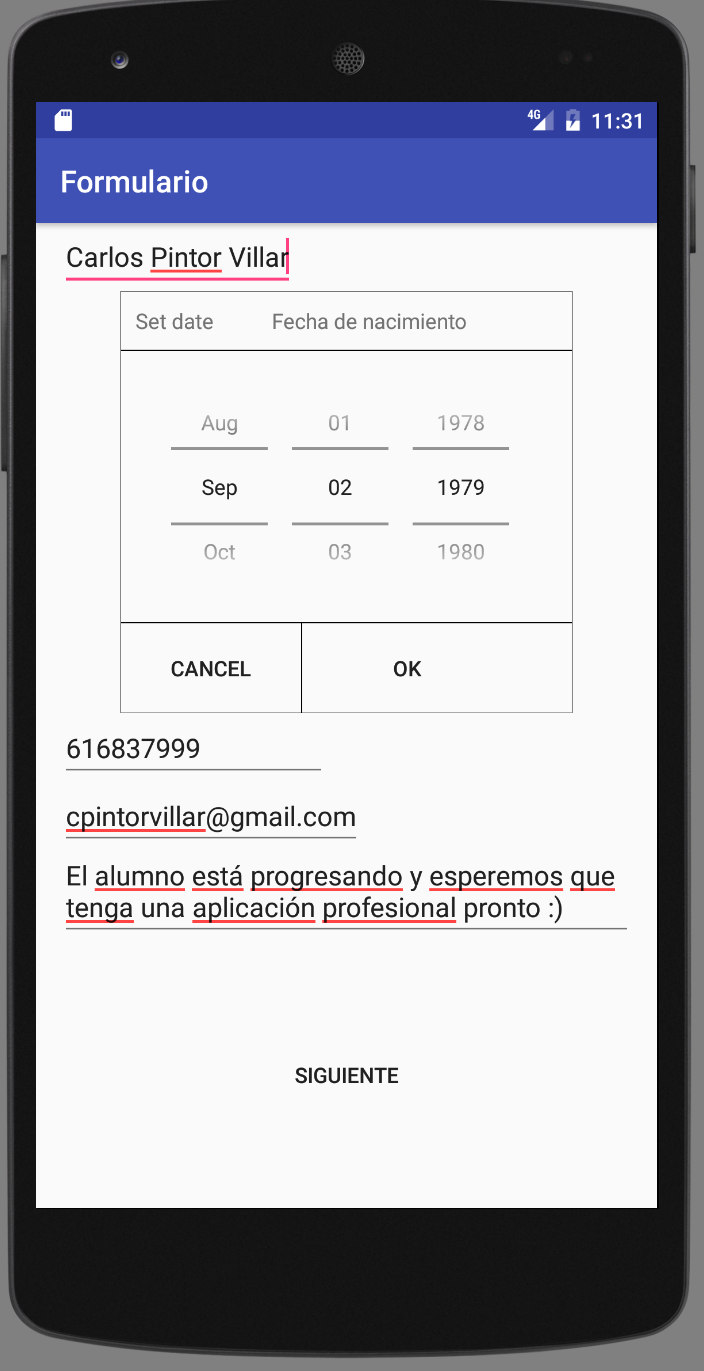 4G 11:31
Formulario
Carlos Pintor Villar
Set date Fecha de nacimiento
Aug 01 1978
Sep 02 1979
Oct 03 1980
CANCEL OK
616837999
cpintorvillar@gmail.com
El alumno está progresando y esperemos que
tenga una aplicación profesional pronto :)
SIGUIENTE